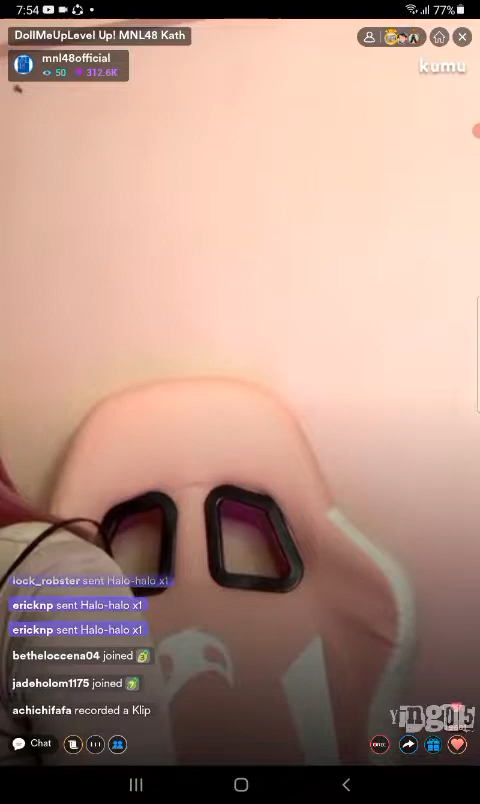 7:54
77%
DollMeUpLevel Up! MNL48 Kath
mnl48official
50 312.6K
kumu
lock_robster sent Halo-halo x1
ericknp sent Halo-halo x1
ericknp sent Halo-halo x1
betheloccena04 joined
jadeholom1175 joined
achichifafa recorded a Klip
Chat